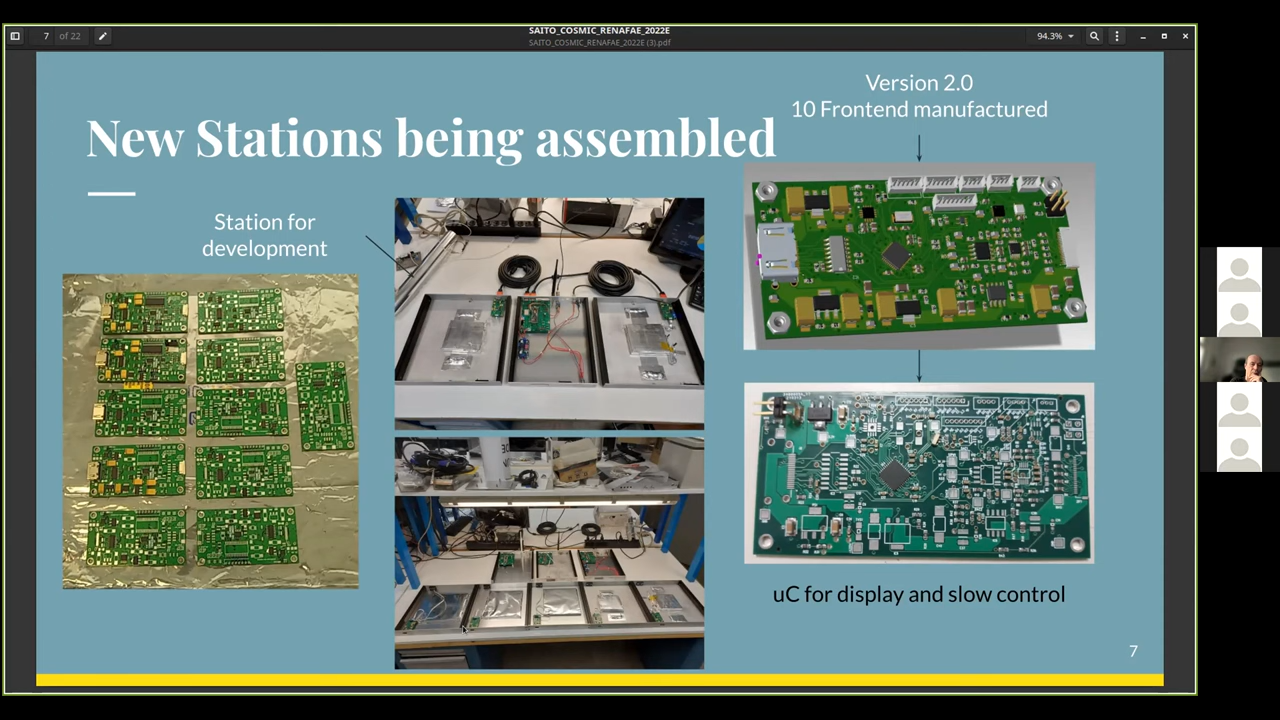 7 of 22
SAITO_COSMIC_RENAFAE_2022E
SAITO_COSMIC_RENAFAE_2022E (3).pdf
94.3%
New Stations being assembled
Version 2.0
10 Frontend manufactured
Station for
development
uC for display and slow control
7